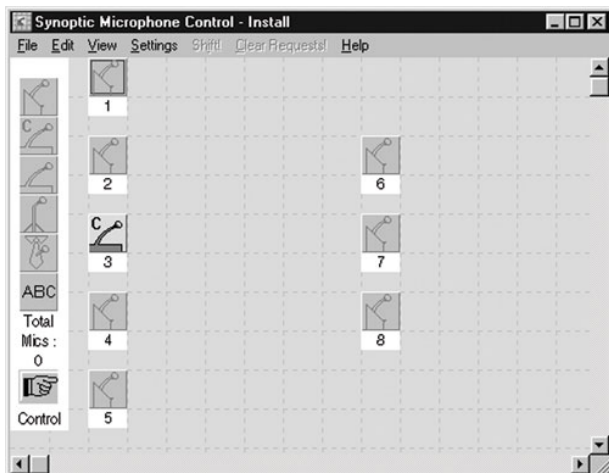 Synoptic Microphone Control - Install
File Edit View Settings Shift! Clear Requests! Help
1
2
6
C
C
3
7
ABC
Total
Mics :
0
4
8
Control
5